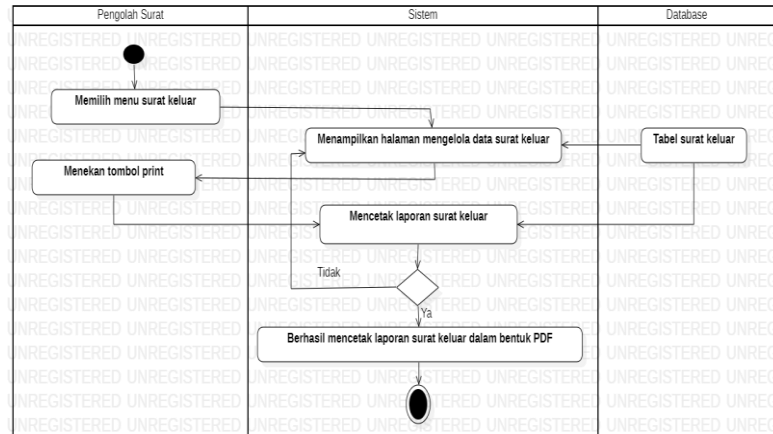 Pengolah Surat
Sistem
Database
Memilih menu surat keluar
Menampilkan halaman mengelola data surat keluar
Tabel surat keluar
Menekan tombol print
Mencetak laporan surat keluar
Tidak
Ya
Berhasil mencetak laporan surat keluar dalam bentuk PDF
UNREGISTERED